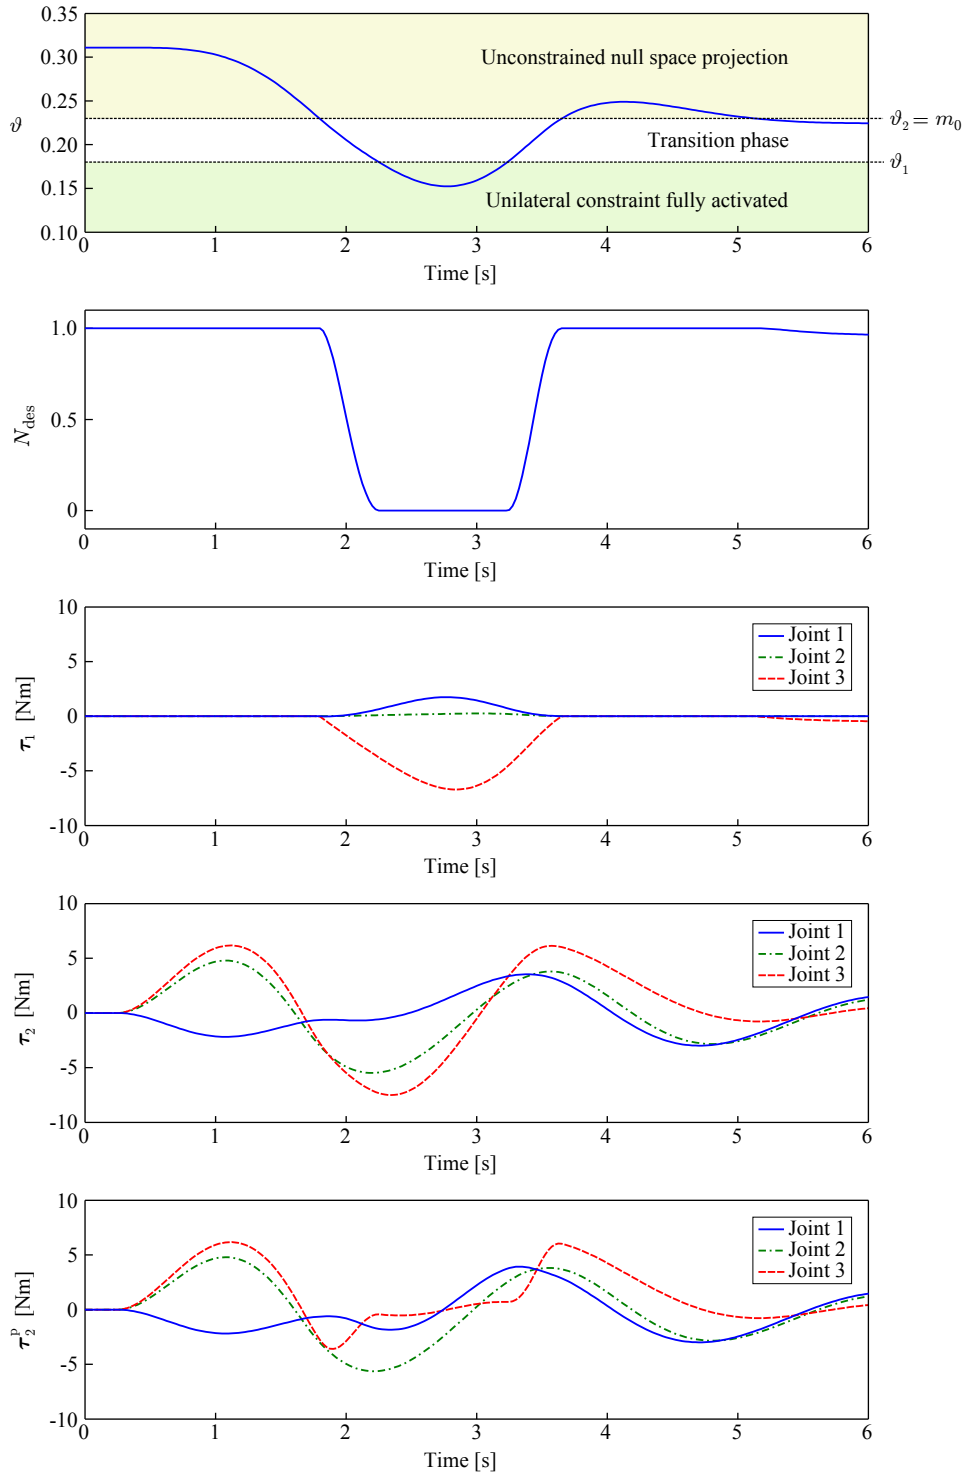 0.35
0.30
0.25
0.20
0.15
0.10
ϑ
Unconstrained null space projection
ϑ₂ = m₀
Transition phase
ϑ₁
Unilateral constraint fully activated
0 1 2 3 4 5 6
Time [s]
1.0
0.5
0
N_des
0 1 2 3 4 5 6
Time [s]
10
5
0
-5
-10
τ₁ [Nm]
Joint 1
Joint 2
Joint 3
0 1 2 3 4 5 6
Time [s]
10
5
0
-5
-10
τ₂ [Nm]
Joint 1
Joint 2
Joint 3
0 1 2 3 4 5 6
Time [s]
10
5
0
-5
-10
τ₂ᵖ [Nm]
Joint 1
Joint 2
Joint 3
0 1 2 3 4 5 6
Time [s]